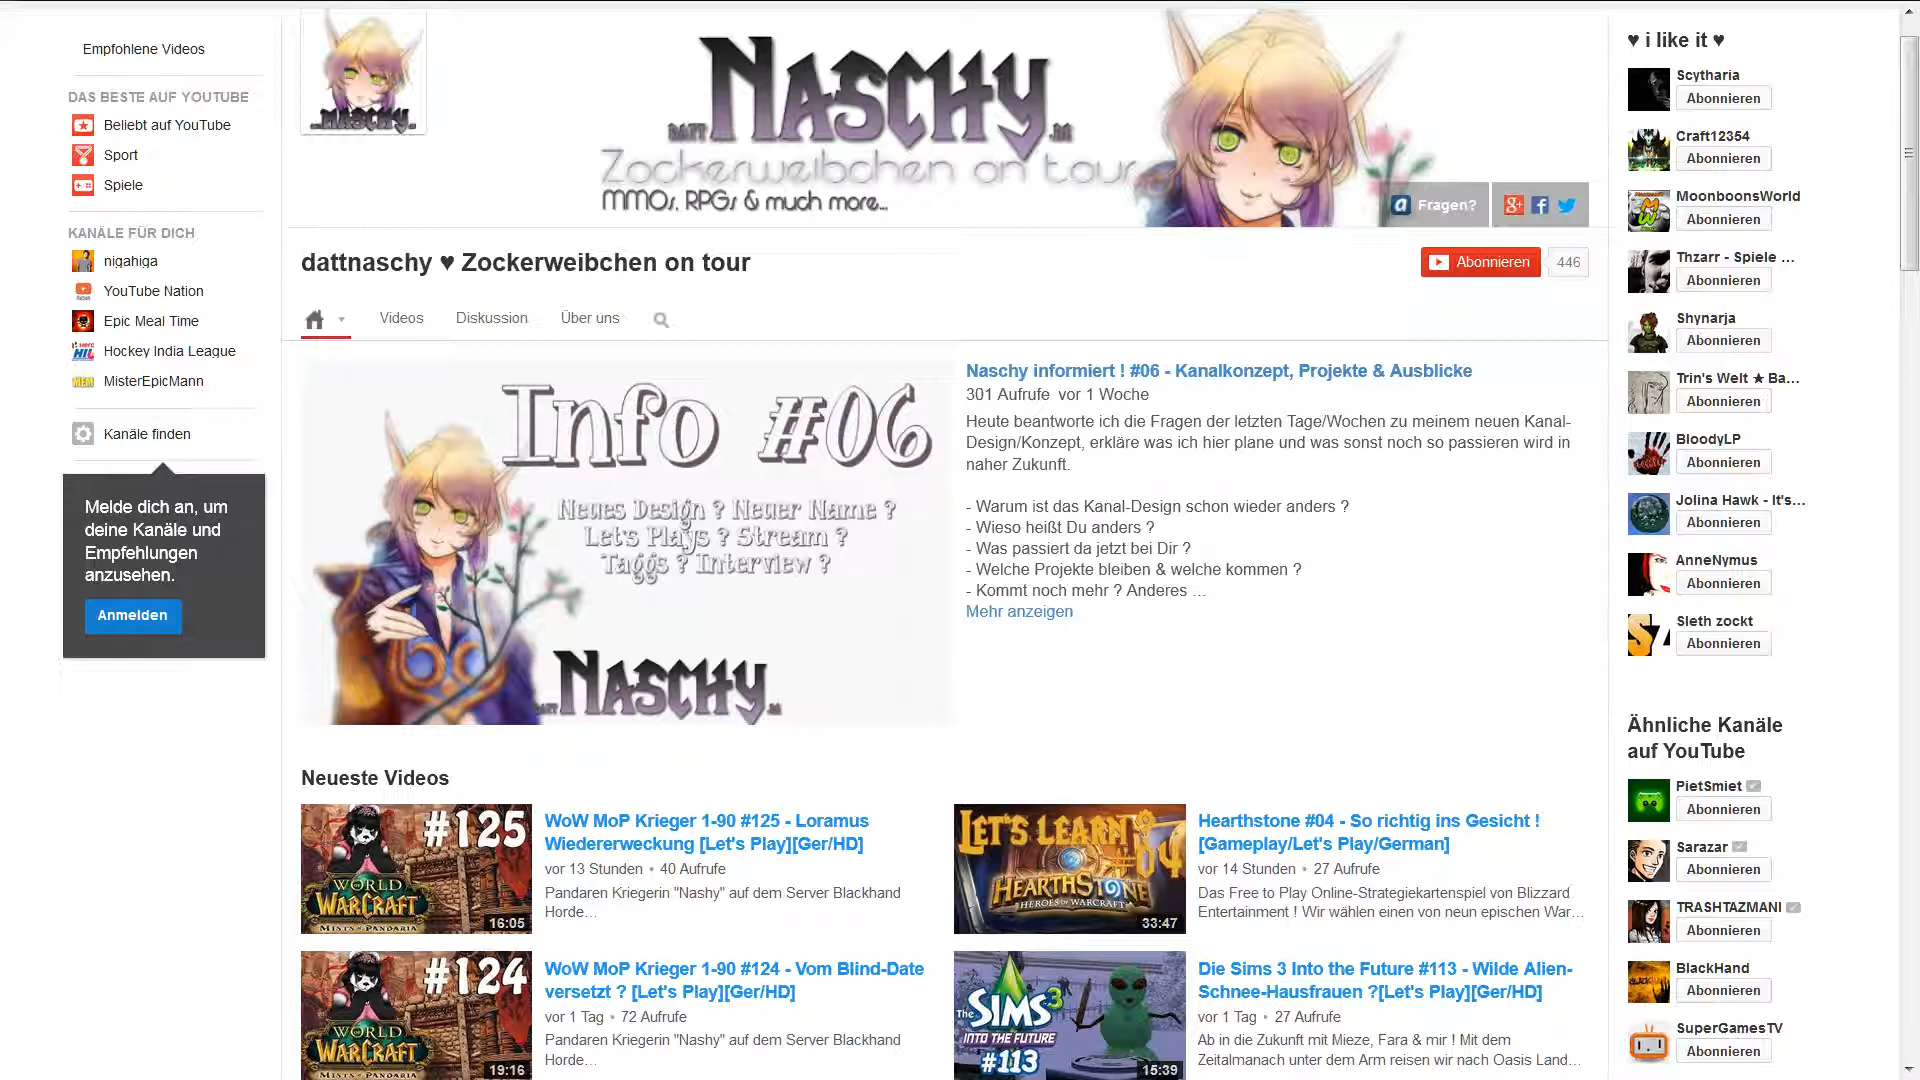 Empfohlene Videos
DAS BESTE AUF YOUTUBE
Beliebt auf YouTube
Sport
Spiele
KANÄLE FÜR DICH
nigahiga
YouTube Nation
Epic Meal Time
Hockey India League
MisterEpicMann
Kanäle finden
Melde dich an, um
deine Kanäle und
Empfehlungen
anzusehen.
Anmelden
NASCHY
DATT NASCHY .DE
Zockerweibchen on tour
MMOs, RPGs & much more...
Fragen?
dattnaschy ♥ Zockerweibchen on tour
Abonnieren
446
Videos
Diskussion
Über uns
Info #06
Neues Design ? Neuer Name ?
Let's Plays ? Stream ?
Taggs ? Interview ?
DATT NASCHY .DE
Naschy informiert ! #06 - Kanalkonzept, Projekte & Ausblicke
301 Aufrufe vor 1 Woche
Heute beantworte ich die Fragen der letzten Tage/Wochen zu meinem neuen Kanal-
Design/Konzept, erkläre was ich hier plane und was sonst noch so passieren wird in
naher Zukunft.
- Warum ist das Kanal-Design schon wieder anders ?
- Wieso heißt Du anders ?
- Was passiert da jetzt bei Dir ?
- Welche Projekte bleiben & welche kommen ?
- Kommt noch mehr ? Anderes ...
Mehr anzeigen
Neueste Videos
#125
WORLD WARCRAFT
MISTS OF PANDARIA
16:05
WoW MoP Krieger 1-90 #125 - Loramus
Wiedererweckung [Let's Play][Ger/HD]
vor 13 Stunden • 40 Aufrufe
Pandaren Kriegerin "Nashy" auf dem Server Blackhand
Horde...
LET'S LEARN #04
HEARTHSTONE
HEROES OF WARCRAFT
33:47
Hearthstone #04 - So richtig ins Gesicht !
[Gameplay/Let's Play/German]
vor 14 Stunden • 27 Aufrufe
Das Free to Play Online-Strategiekartenspiel von Blizzard
Entertainment ! Wir wählen einen von neun epischen War...
#124
WORLD WARCRAFT
MISTS OF PANDARIA
19:16
WoW MoP Krieger 1-90 #124 - Vom Blind-Date
versetzt ? [Let's Play][Ger/HD]
vor 1 Tag • 72 Aufrufe
Pandaren Kriegerin "Nashy" auf dem Server Blackhand
Horde...
THE SIMS 3
INTO THE FUTURE
#113
15:39
Die Sims 3 Into the Future #113 - Wilde Alien-
Schnee-Hausfrauen ?[Let's Play][Ger/HD]
vor 1 Tag • 27 Aufrufe
Ab in die Zukunft mit Mieze, Fara & mir ! Mit dem
Zeitalmanach unter dem Arm reisen wir nach Oasis Land...
♥ i like it ♥
Scytharia
Abonnieren
Craft12354
Abonnieren
MoonboonsWorld
Abonnieren
Thzarr - Spiele ...
Abonnieren
Shynarja
Abonnieren
Trin's Welt ★ Ba...
Abonnieren
BloodyLP
Abonnieren
Jolina Hawk - It's...
Abonnieren
AnneNymus
Abonnieren
Sleth zockt
Abonnieren
Ähnliche Kanäle
auf YouTube
PietSmiet
Abonnieren
Sarazar
Abonnieren
TRASHTAZMANI
Abonnieren
BlackHand
Abonnieren
SuperGamesTV
Abonnieren